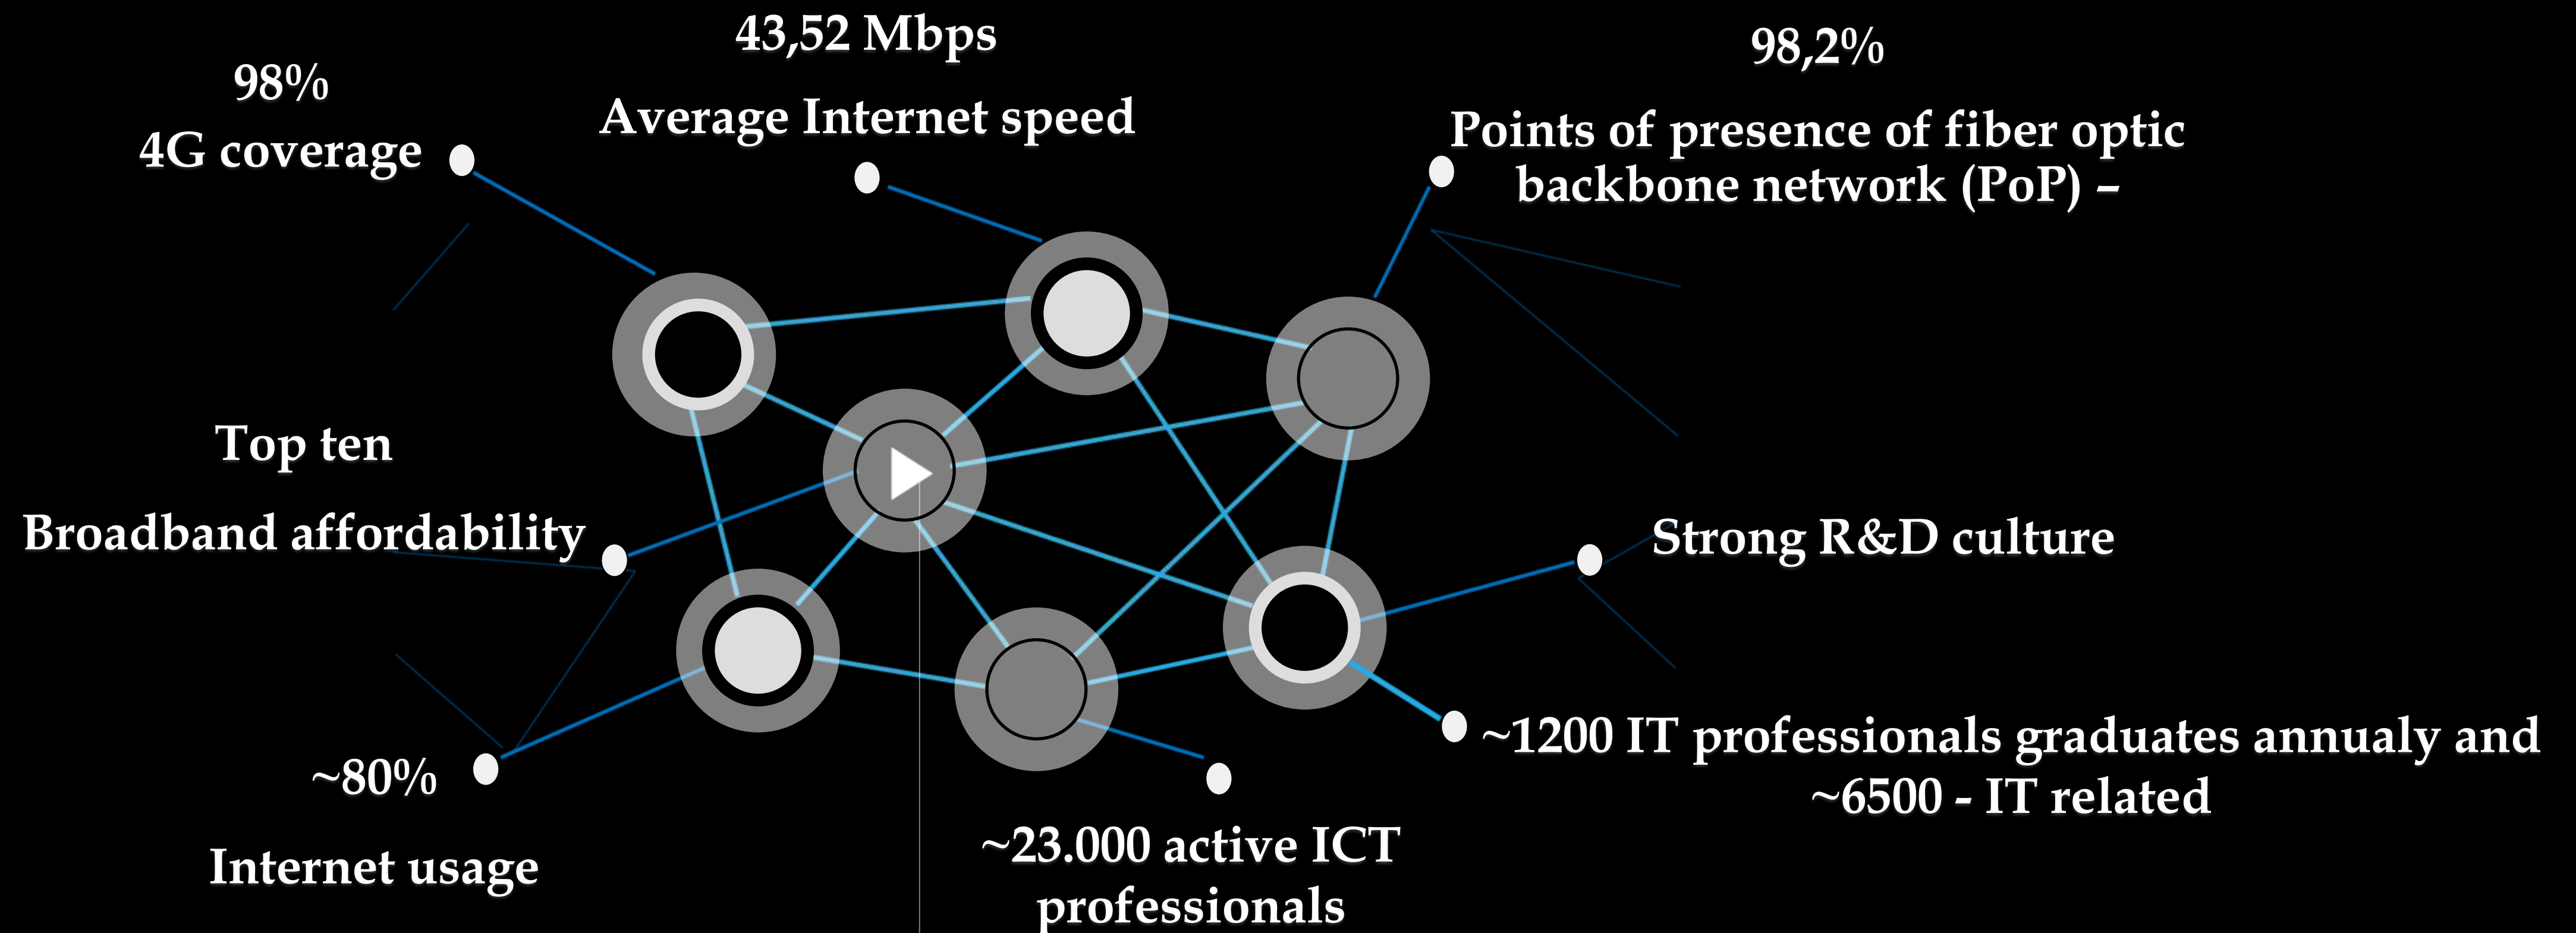 98%
4G coverage
43,52 Mbps
Average Internet speed
98,2%
Points of presence of fiber optic
backbone network (PoP) –
Top ten
Broadband affordability
Strong R&D culture
~80%
Internet usage
~23.000 active ICT
professionals
~1200 IT professionals graduates annualy and
~6500 - IT related